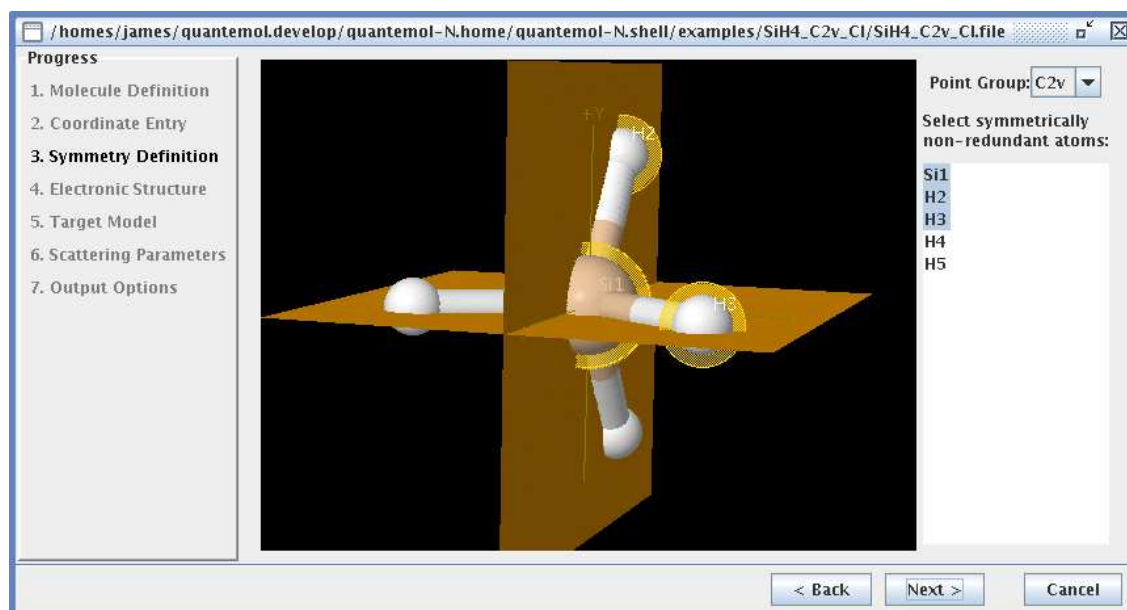 /homes/james/quantemol.develop/quantemol-N.home/quantemol-N.shell/examples/SiH4_C2v_CI/SiH4_C2v_CI.file
Progress
1. Molecule Definition
2. Coordinate Entry
3. Symmetry Definition
4. Electronic Structure
5. Target Model
6. Scattering Parameters
7. Output Options
+Y
H2
Si1
H3
Point Group: C2v
Select symmetrically
non-redundant atoms:
Si1
H2
H3
H4
H5
< Back
Next >
Cancel